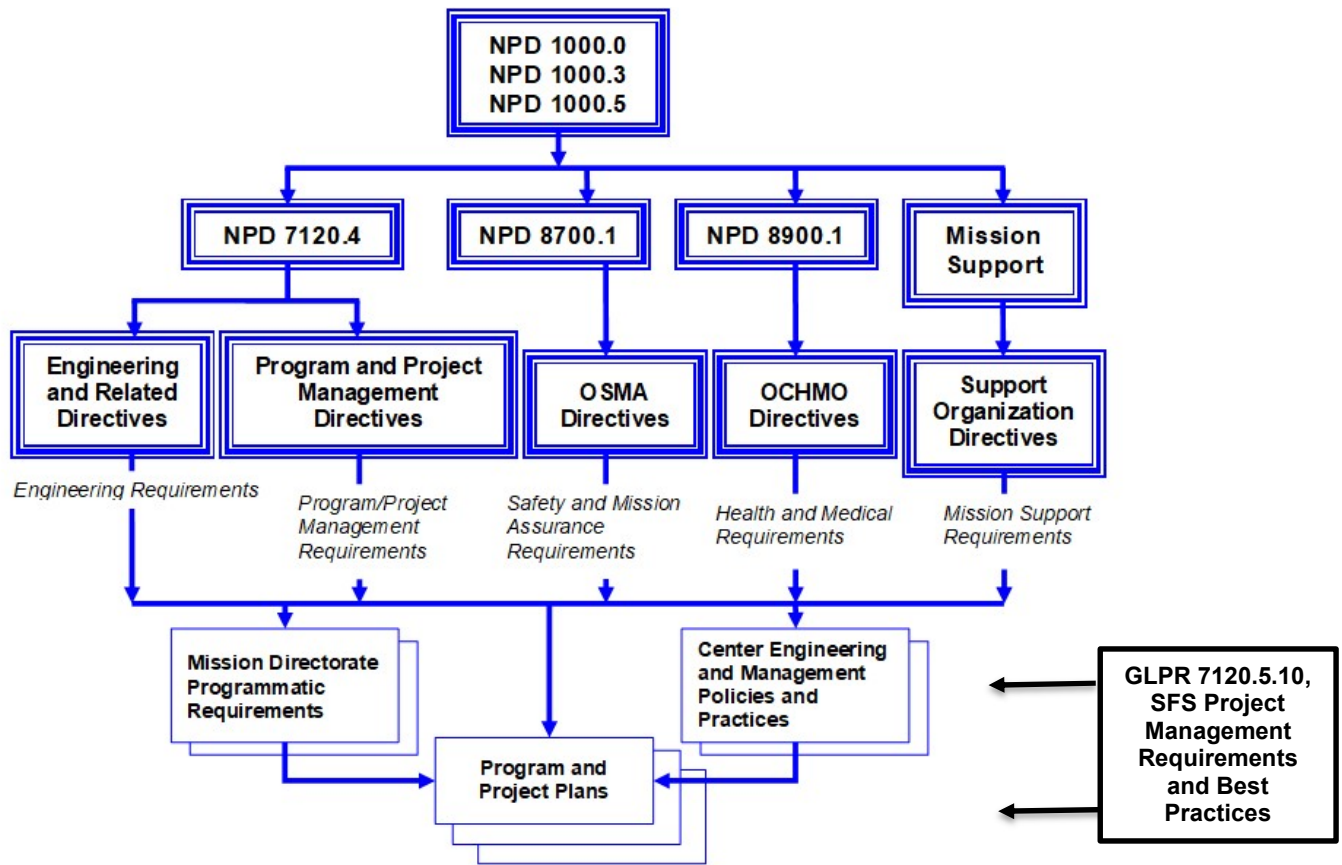 NPD 1000.0
NPD 1000.3
NPD 1000.5
NPD 7120.4
NPD 8700.1
NPD 8900.1
Mission
Support
Engineering
and Related
Directives
Program and Project
Management
Directives
OSMA
Directives
OCHMO
Directives
Support
Organization
Directives
Engineering Requirements
Program/Project
Management
Requirements
Safety and Mission
Assurance
Requirements
Health and Medical
Requirements
Mission Support
Requirements
Mission Directorate
Programmatic
Requirements
Center Engineering
and Management
Policies and
Practices
Program and
Project Plans
GLPR 7120.5.10,
SFS Project
Management
Requirements
and Best
Practices